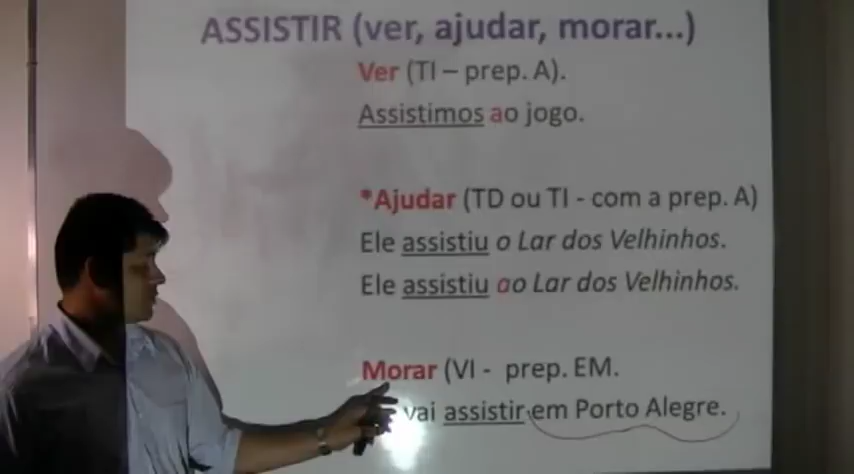 ASSISTIR (ver, ajudar, morar...)
Ver (TI – prep. A).
Assistimos ao jogo.
*Ajudar (TD ou TI - com a prep. A)
Ele assistiu o Lar dos Velhinhos.
Ele assistiu ao Lar dos Velhinhos.
Morar (VI - prep. EM.
vai assistir em Porto Alegre.